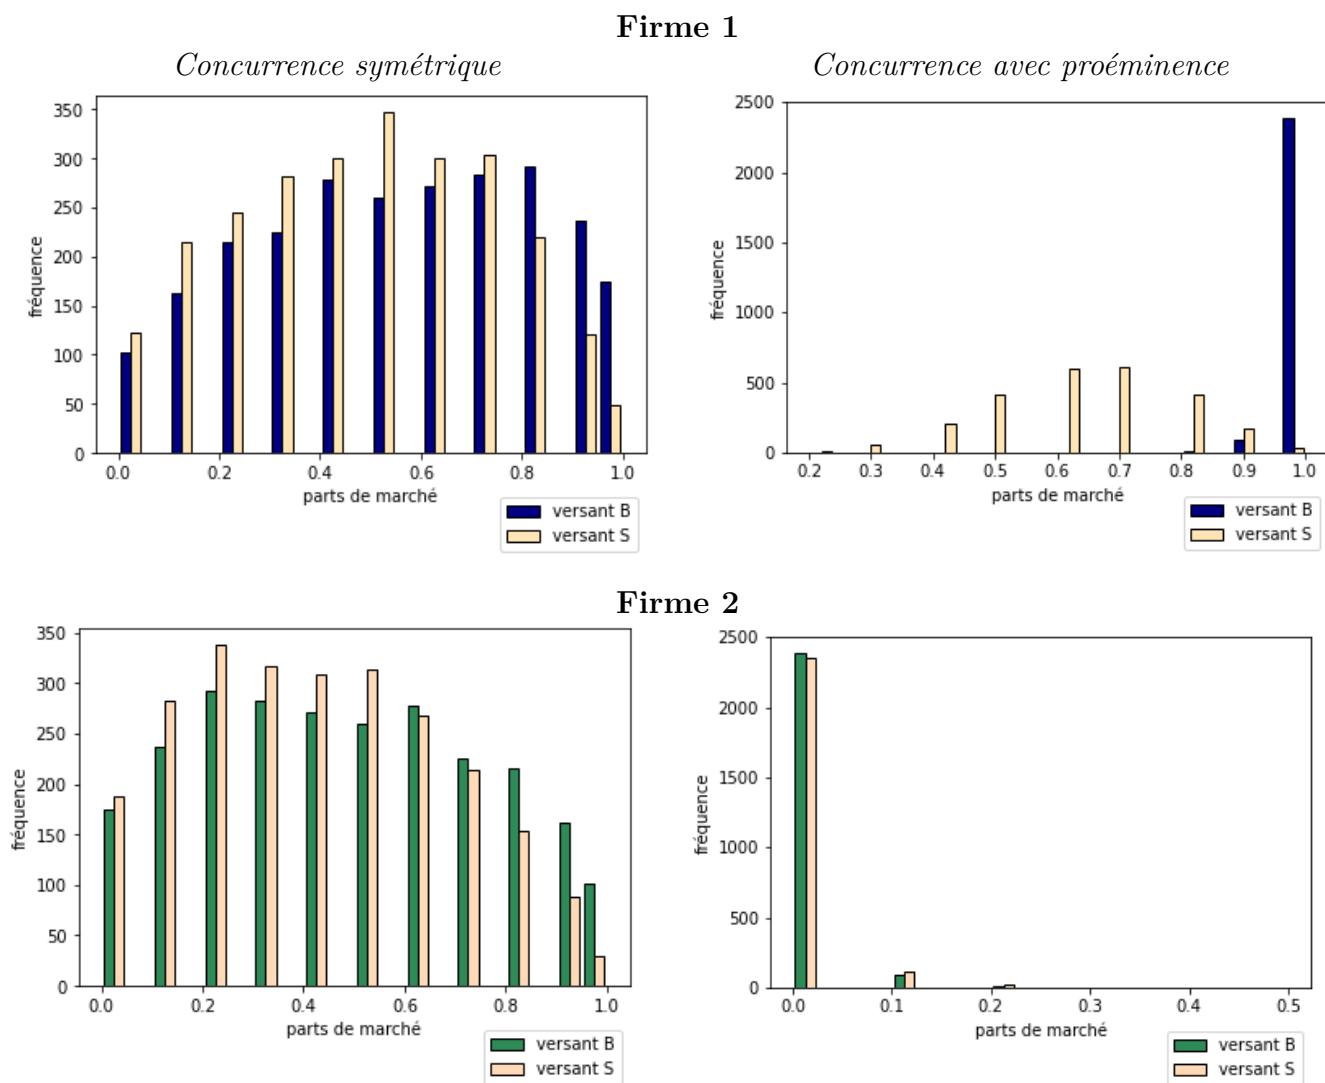 Firme 1
Concurrence symétrique
Concurrence avec proéminence
350
300
250
200
150
100
50
0
fréquence
0.0 0.2 0.4 0.6 0.8 1.0
parts de marché
versant B
versant S
2500
2000
1500
1000
500
0
fréquence
0.2 0.3 0.4 0.5 0.6 0.7 0.8 0.9 1.0
parts de marché
versant B
versant S
Firme 2
350
300
250
200
150
100
50
0
fréquence
0.0 0.2 0.4 0.6 0.8 1.0
parts de marché
versant B
versant S
2500
2000
1500
1000
500
0
fréquence
0.0 0.1 0.2 0.3 0.4 0.5
parts de marché
versant B
versant S